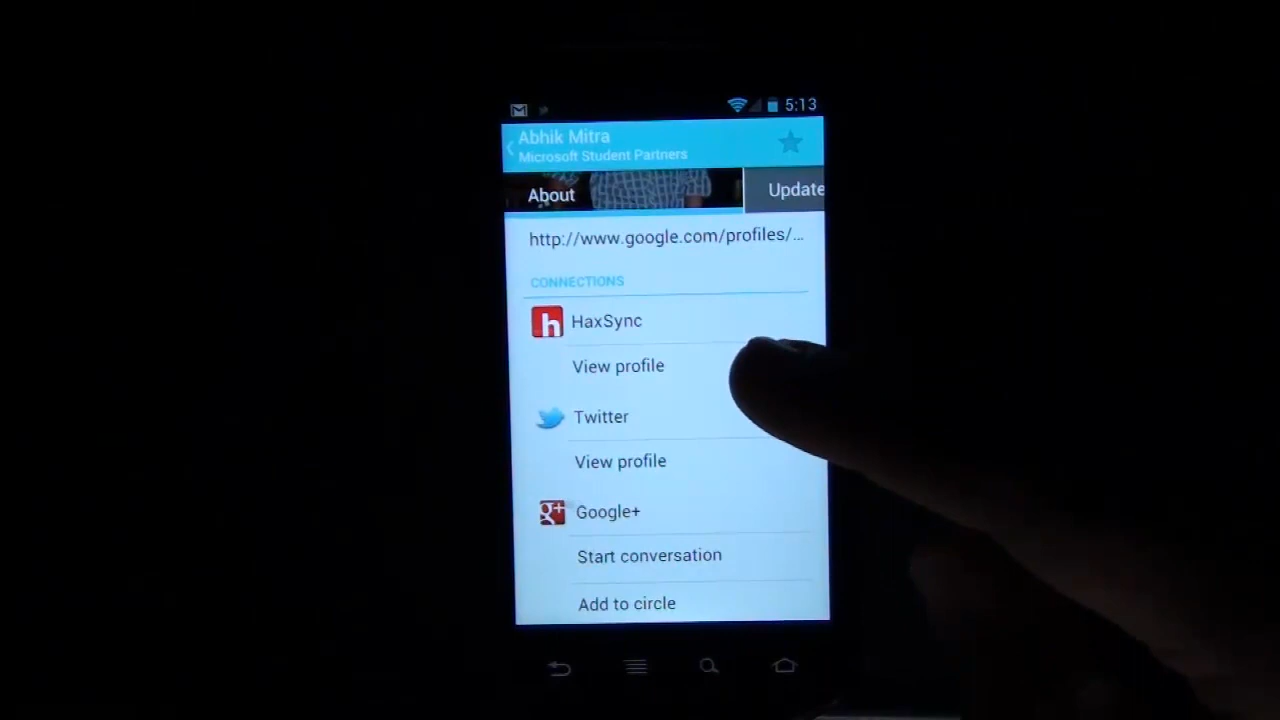 5:13
Abhik Mitra
Microsoft Student Partners
About
Update
http://www.google.com/profiles/...
CONNECTIONS
h HaxSync
View profile
Twitter
View profile
g+ Google+
Start conversation
Add to circle